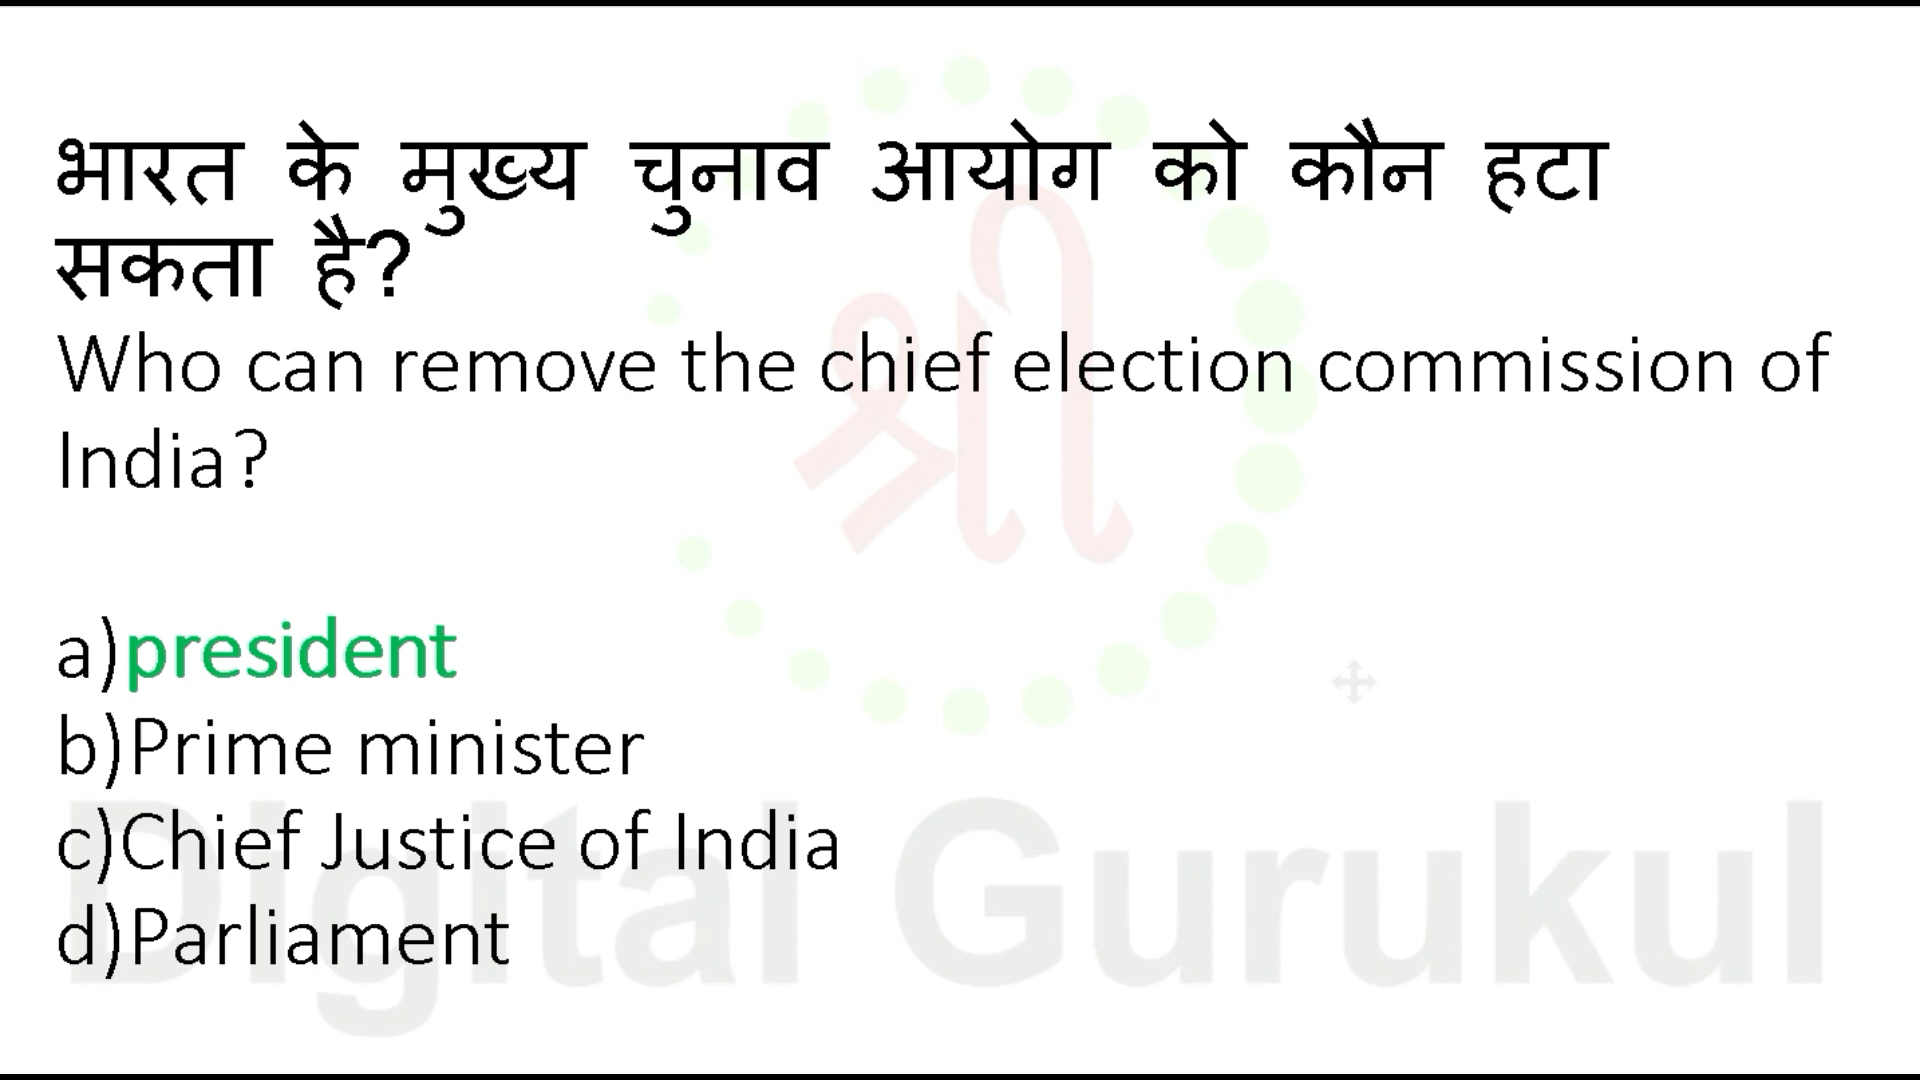 भारत के मुख्य चुनाव आयोग को कौन हटा
सकता है?
Who can remove the chief election commission of
India?
a)president
b)Prime minister
c)Chief Justice of India
d)Parliament
श्री
Digital Gurukul